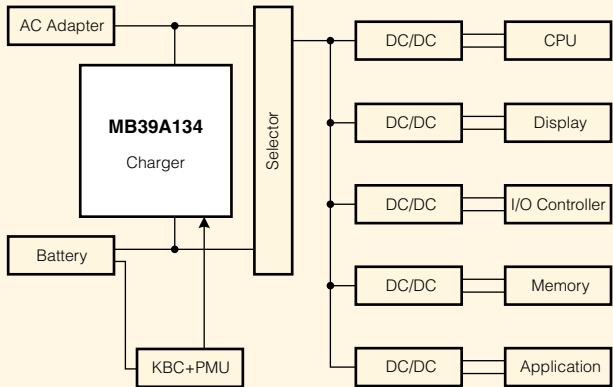 AC Adapter
MB39A134
Charger
Battery
KBC+PMU
Selector
DC/DC
CPU
DC/DC
Display
DC/DC
I/O Controller
DC/DC
Memory
DC/DC
Application